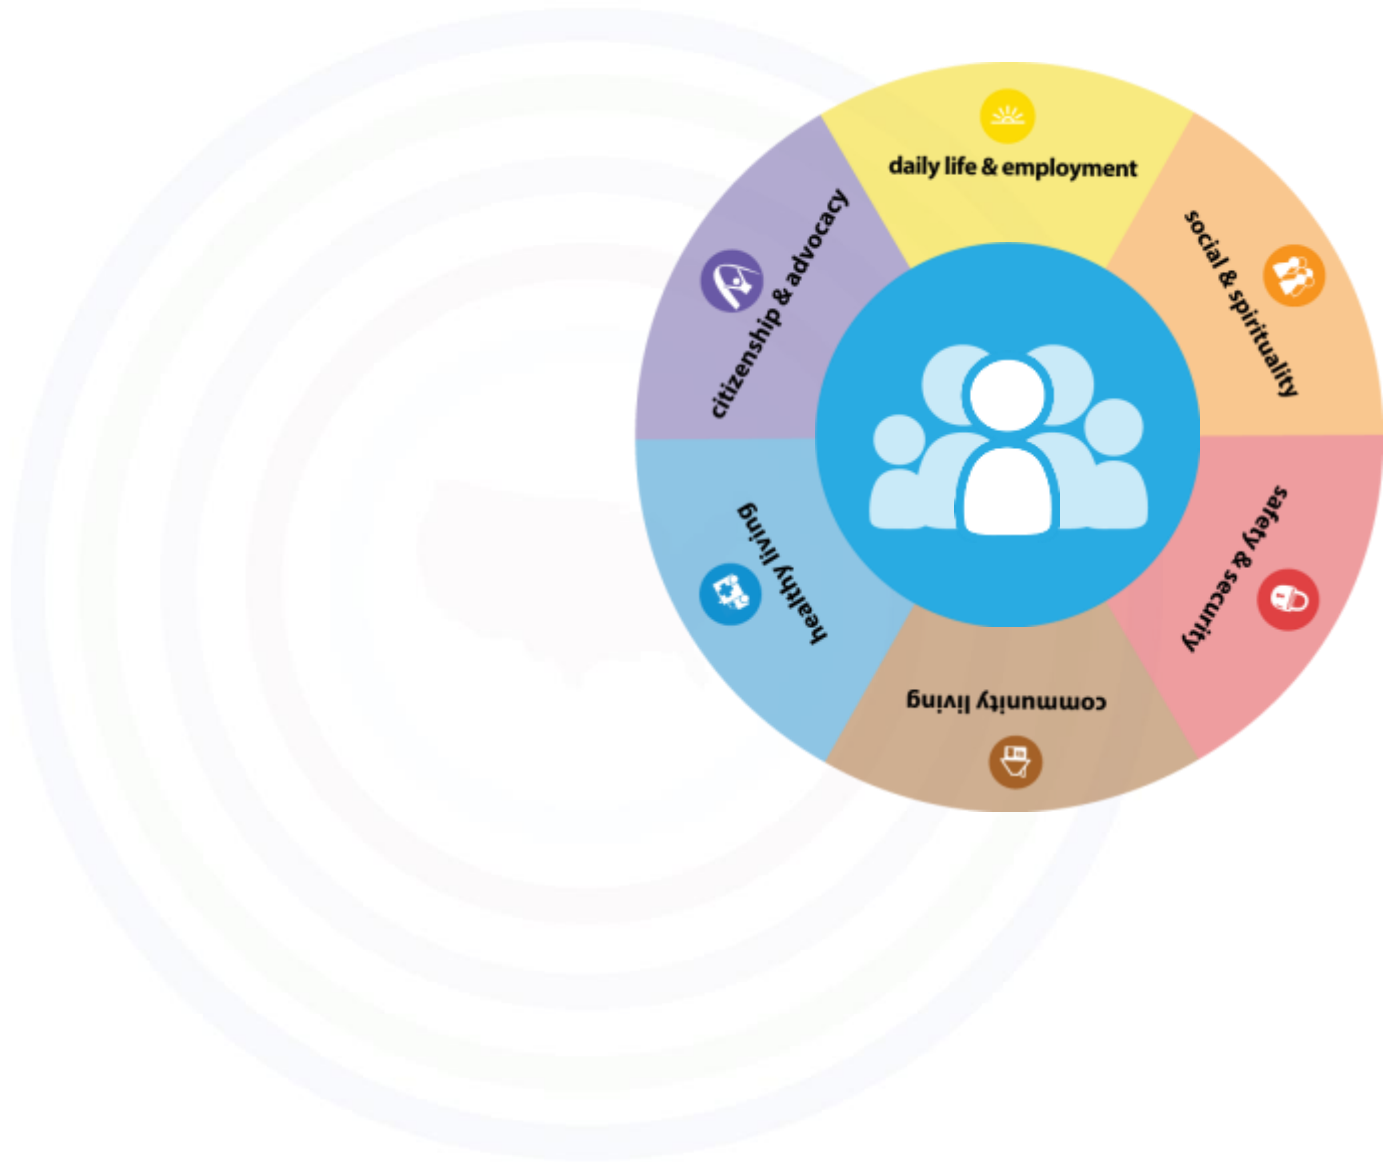 daily life & employment
social & spirituality
safety & security
community living
healthy living
citizenship & advocacy